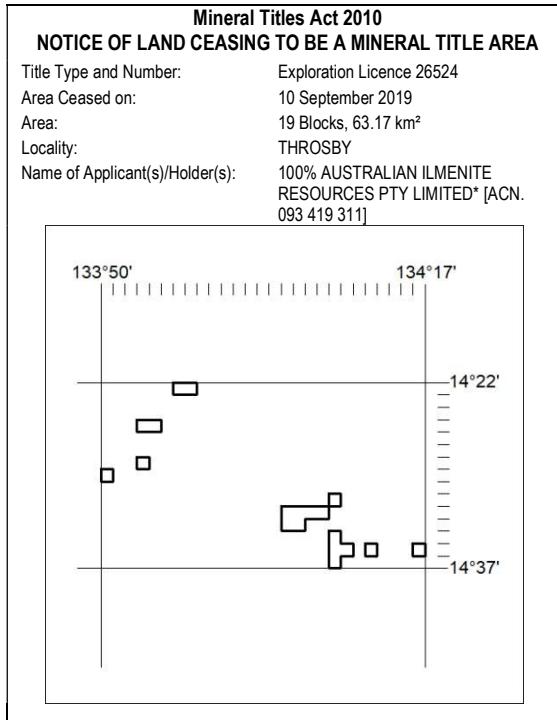 Mineral Titles Act 2010
NOTICE OF LAND CEASING TO BE A MINERAL TITLE AREA
Title Type and Number: Exploration Licence 26524
Area Ceased on: 10 September 2019
Area: 19 Blocks, 63.17 km²
Locality: THROSBY
Name of Applicant(s)/Holder(s): 100% AUSTRALIAN ILMENITE
RESOURCES PTY LIMITED* [ACN.
093 419 311]
133°50' 134°17'
14°22'
14°37'